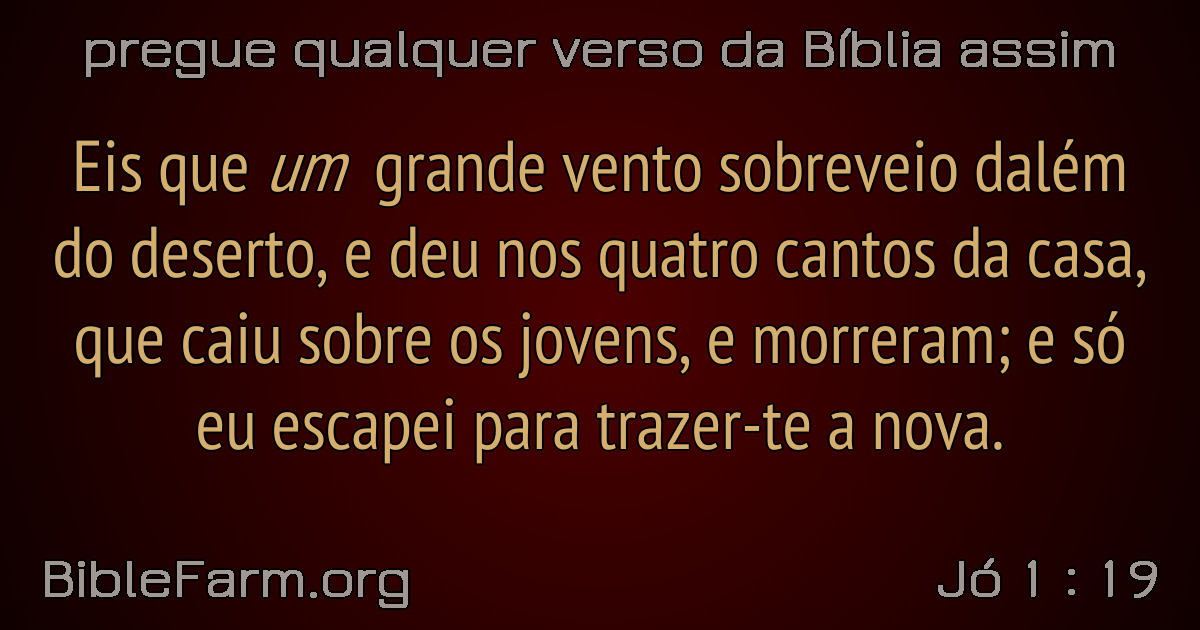 pregue qualquer verso da Bíblia assim
Eis que um grande vento sobreveio dalém
do deserto, e deu nos quatro cantos da casa,
que caiu sobre os jovens, e morreram; e só
eu escapei para trazer-te a nova.
BibleFarm.org
Jó 1 : 19